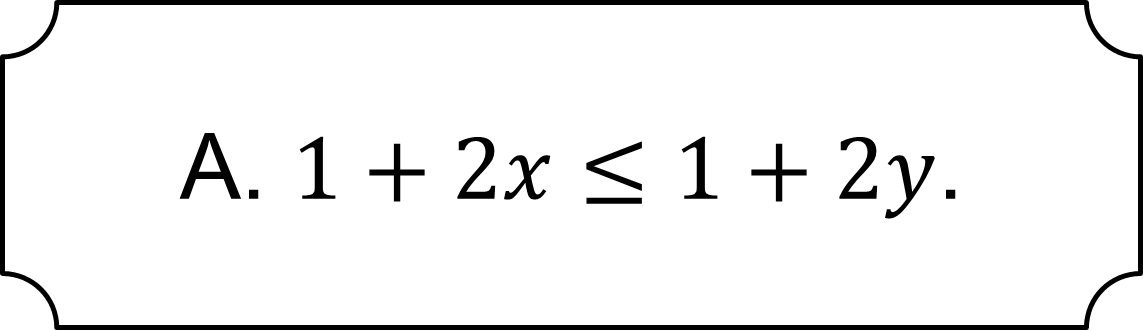 A. 1 + 2x ≤ 1 + 2y.